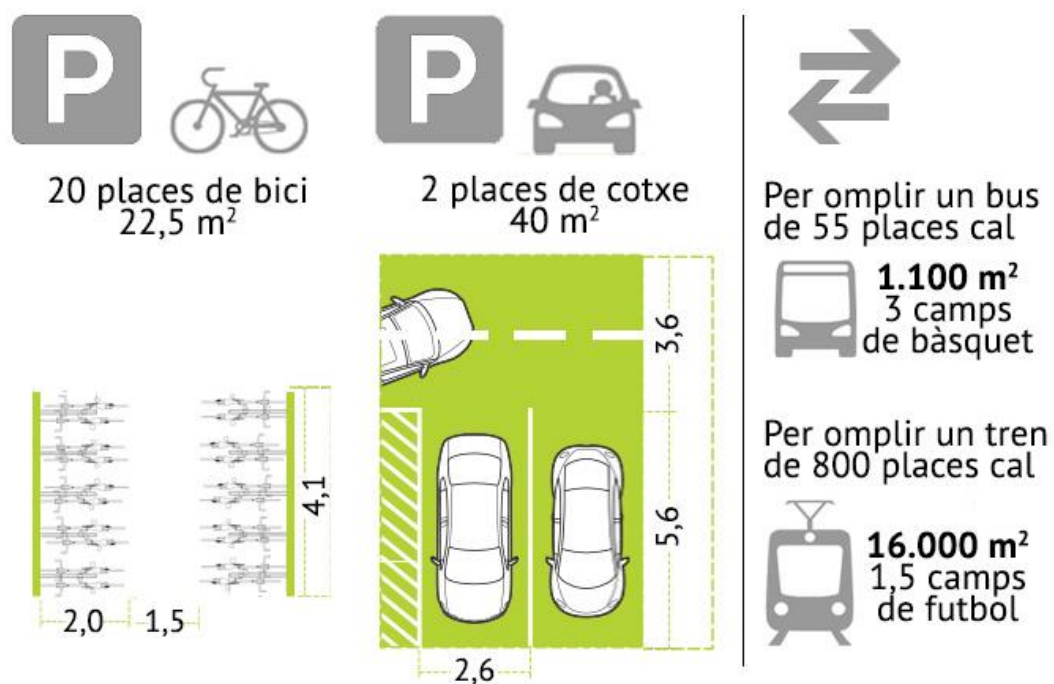 P
20 places de bici
22,5 m²
4,1
2,0
1,5
P
2 places de cotxe
40 m²
3,6
5,6
2,6
Per omplir un bus
de 55 places cal
1.100 m²
3 camps
de bàsquet
Per omplir un tren
de 800 places cal
16.000 m²
1,5 camps
de futbol